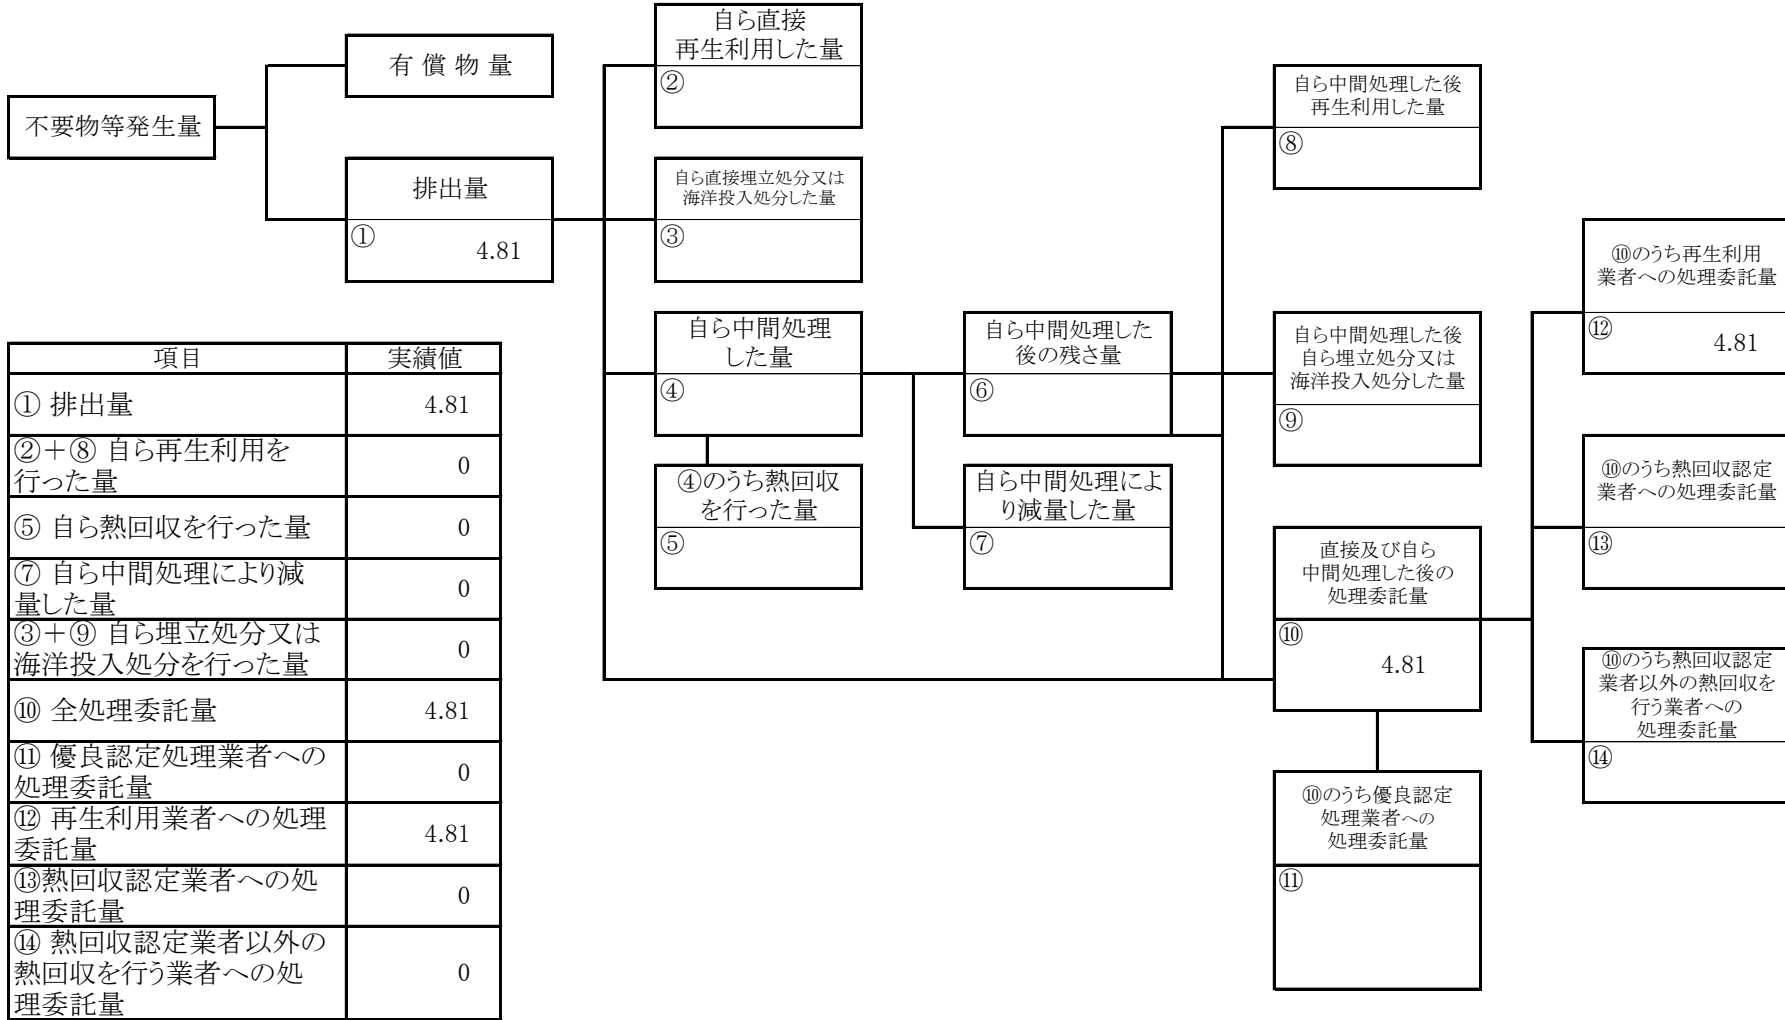 不要物等発生量
有償物量
排出量
①
4.81
自ら直接
再生利用した量
②
自ら直接埋立処分又は
海洋投入処分した量
③
自ら中間処理
した量
④
④のうち熱回収
を行った量
⑤
自ら中間処理した
後の残さ量
⑥
自ら中間処理によ
り減量した量
⑦
自ら中間処理した後
再生利用した量
⑧
自ら中間処理した後
自ら埋立処分又は
海洋投入処分した量
⑨
直接及び自ら
中間処理した後の
処理委託量
⑩
4.81
⑩のうち優良認定
処理業者への
処理委託量
⑪
⑩のうち再生利用
業者への処理委託量
⑫
4.81
⑩のうち熱回収認定
業者への処理委託量
⑬
⑩のうち熱回収認定
業者以外の熱回収を
行う業者への
処理委託量
⑭
項目 実績値
① 排出量 4.81
②＋⑧ 自ら再生利用を
行った量 0
⑤ 自ら熱回収を行った量 0
⑦ 自ら中間処理により減
量した量 0
③＋⑨ 自ら埋立処分又は
海洋投入処分を行った量 0
⑩ 全処理委託量 4.81
⑪ 優良認定処理業者への
処理委託量 0
⑫ 再生利用業者への処理
委託量 4.81
⑬熱回収認定業者への処
理委託量 0
⑭ 熱回収認定業者以外の
熱回収を行う業者への処
理委託量 0